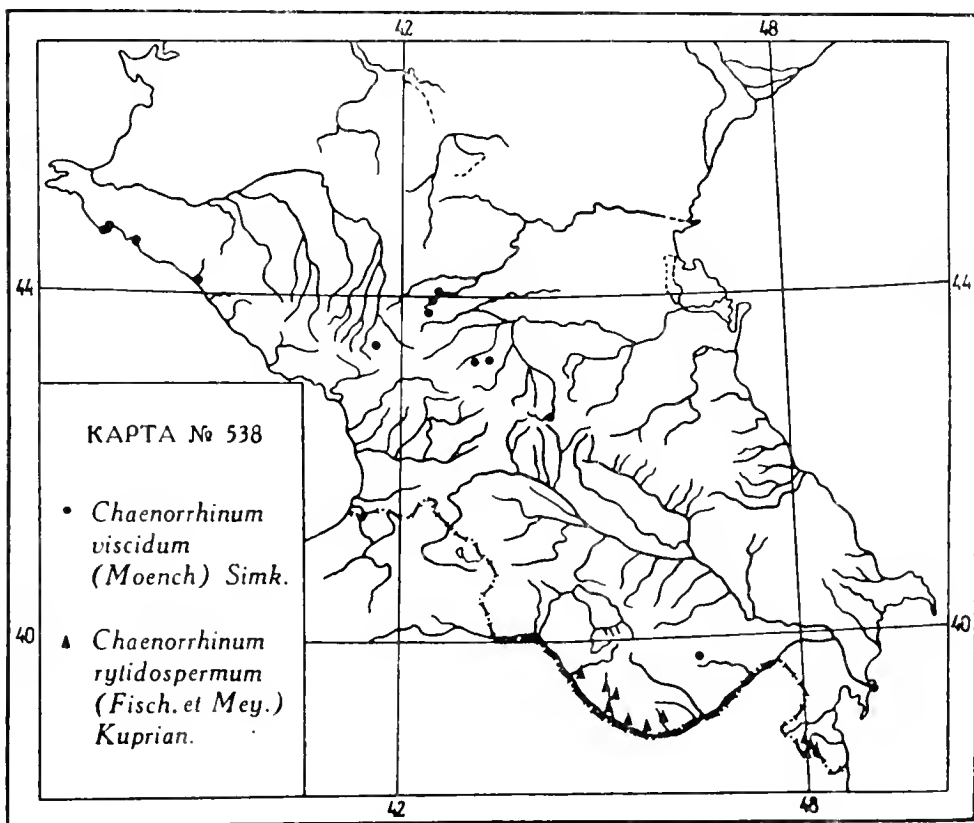 42 48
44 44
КАРТА № 538
Chaenorrhinum
viscidum
(Moench) Simk.
40 40
Chaenorrhinum
rytidospermum
(Fisch. et Mey.)
Kuprian.
42 48